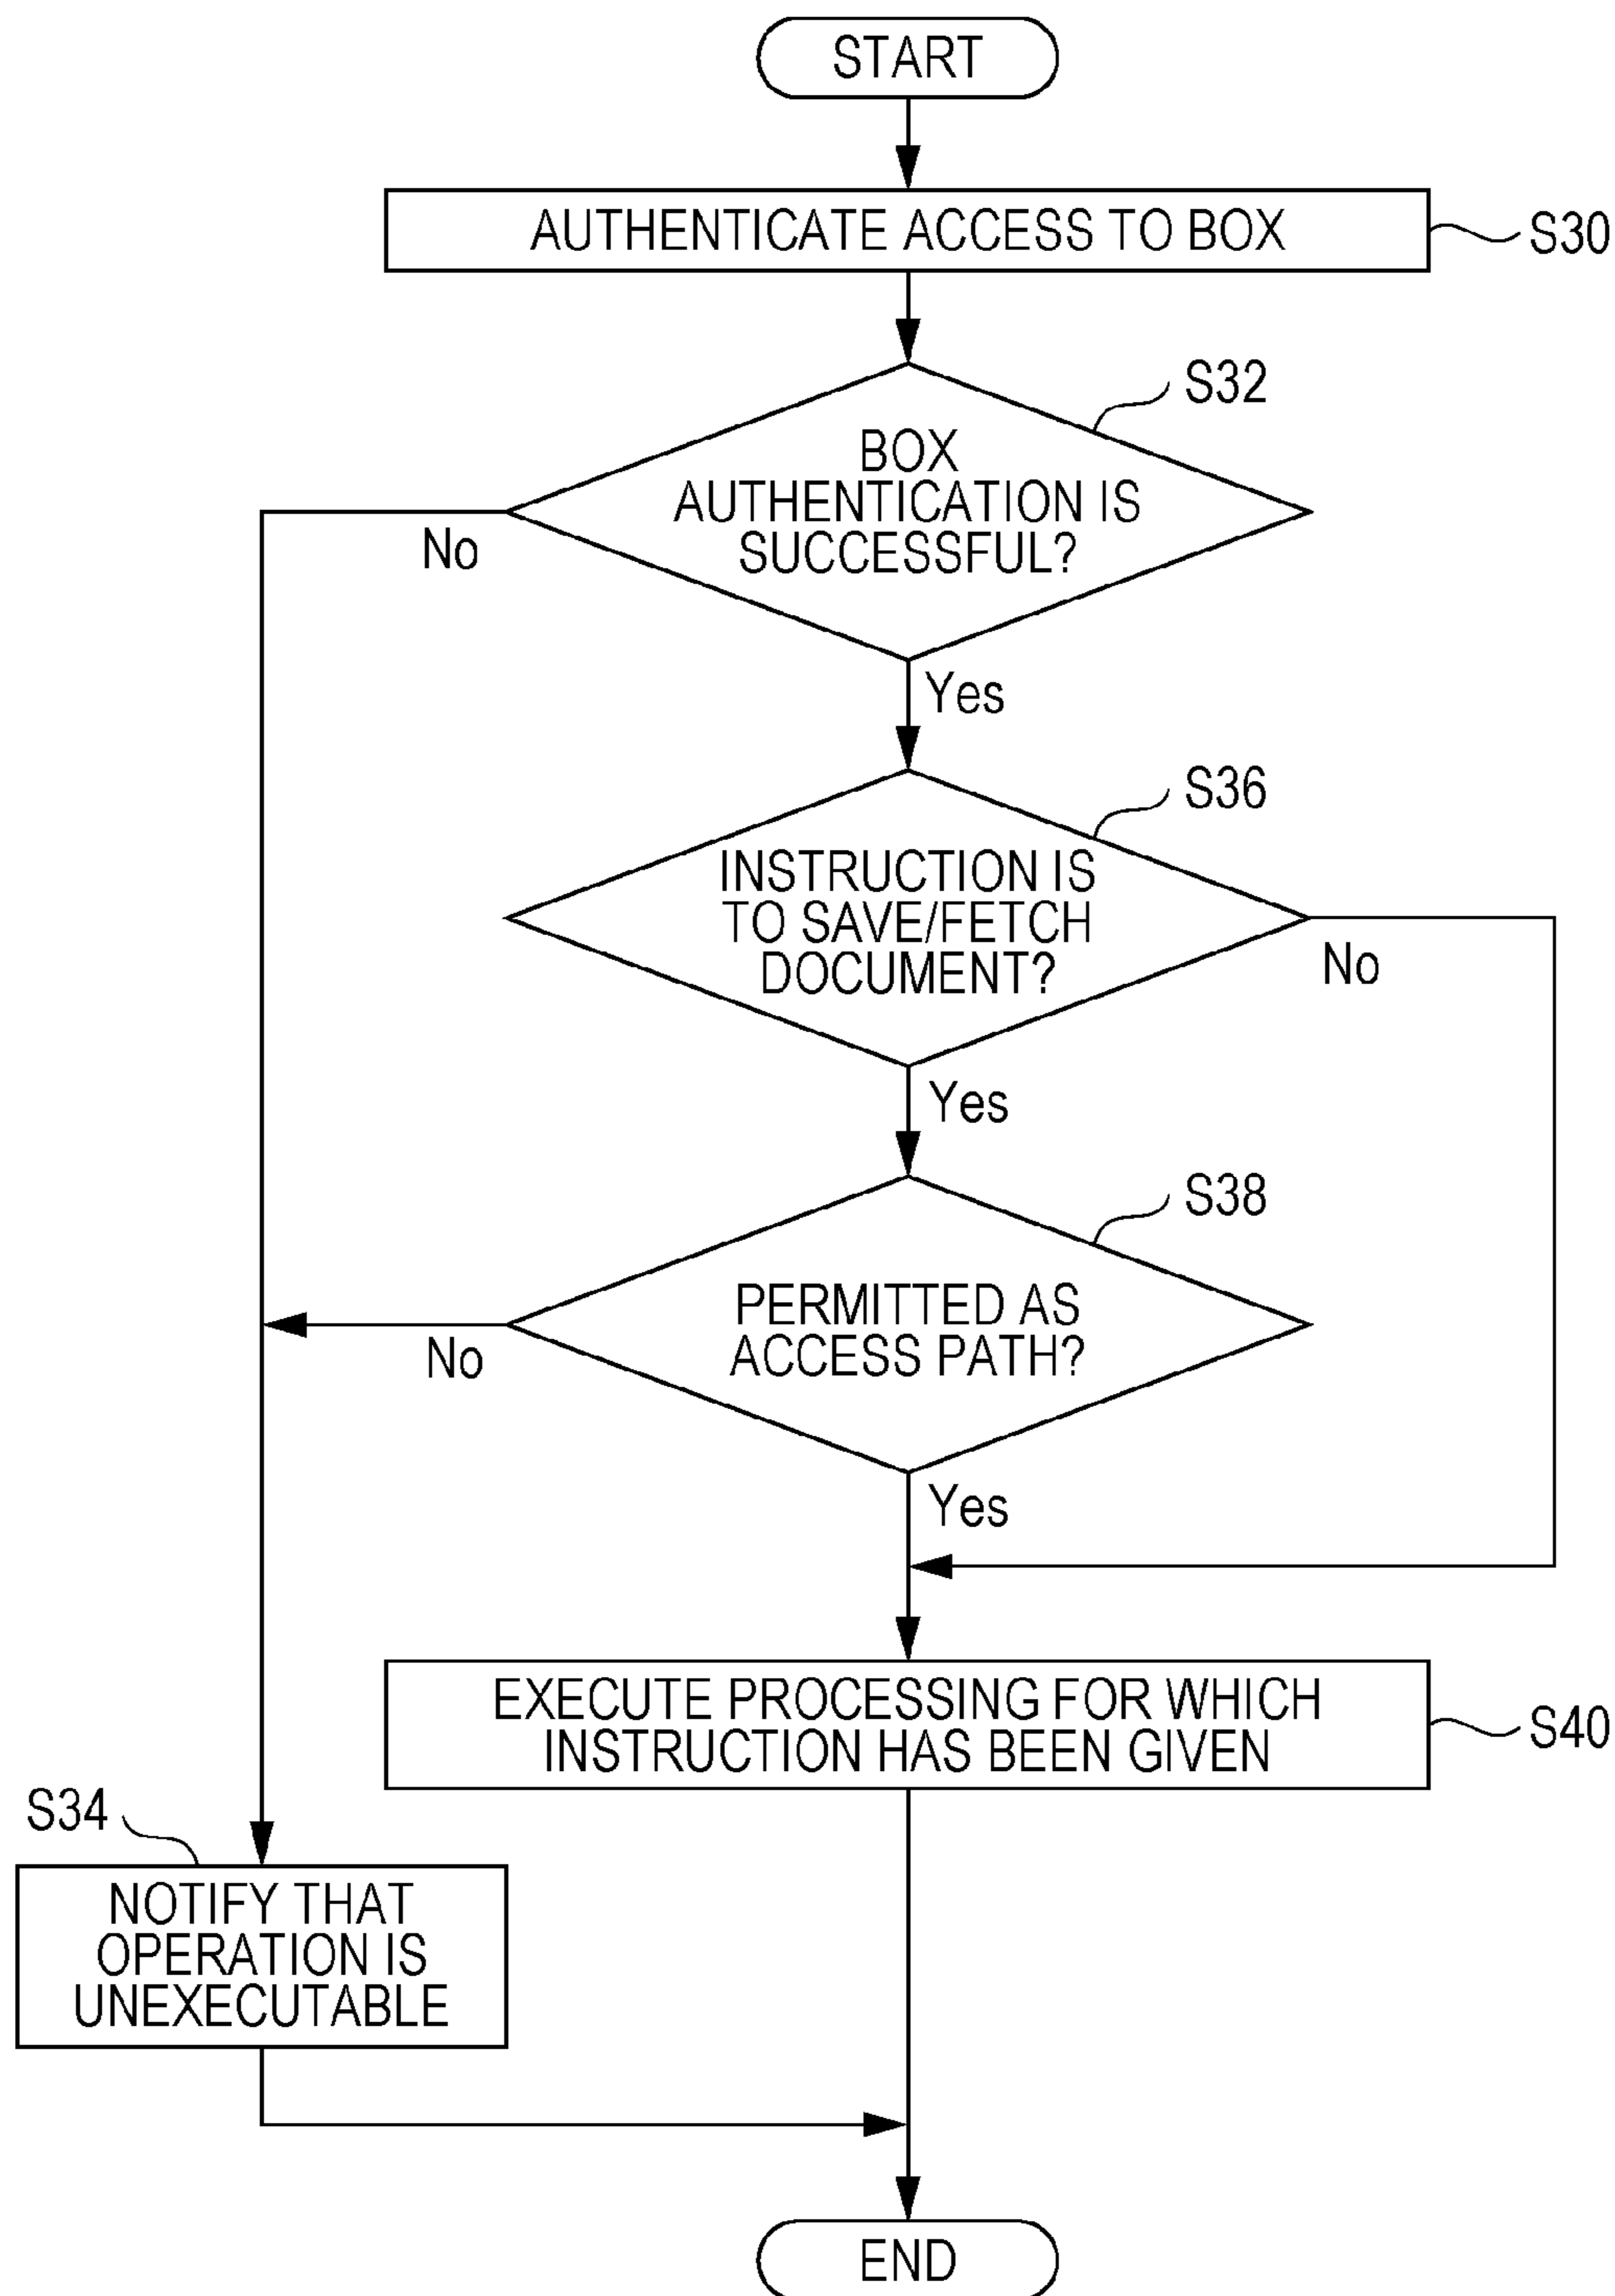 START
AUTHENTICATE ACCESS TO BOX
S30
S32
BOX
AUTHENTICATION IS
SUCCESSFUL?
No
Yes
S36
INSTRUCTION IS
TO SAVE/FETCH
DOCUMENT?
No
Yes
S38
PERMITTED AS
ACCESS PATH?
No
Yes
EXECUTE PROCESSING FOR WHICH
INSTRUCTION HAS BEEN GIVEN
S40
S34
NOTIFY THAT
OPERATION IS
UNEXECUTABLE
END